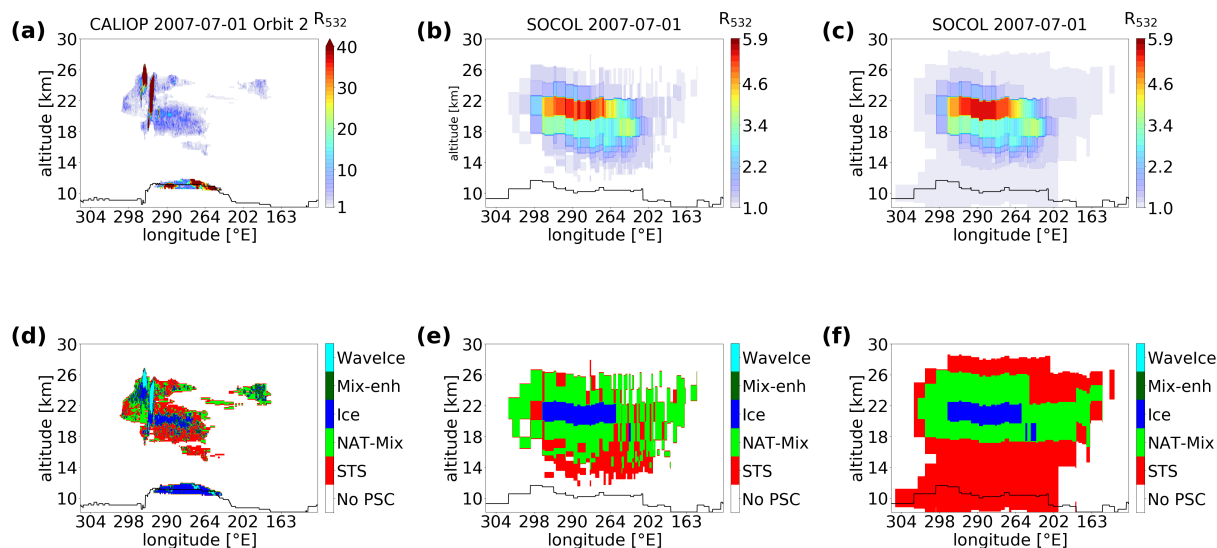 (a)
CALIOP 2007-07-01 Orbit 2
R532
30
26
22
18
14
10
altitude [km]
304 298 290 264 202 163
longitude [°E]
40
30
20
10
1
(b)
SOCOL 2007-07-01
R532
30
26
22
18
14
10
altitude [km]
304 298 290 264 202 163
longitude [°E]
5.9
4.6
3.4
2.2
1.0
(c)
SOCOL 2007-07-01
R532
30
26
22
18
14
10
altitude [km]
304 298 290 264 202 163
longitude [°E]
5.9
4.6
3.4
2.2
1.0
(d)
30
26
22
18
14
10
altitude [km]
304 298 290 264 202 163
longitude [°E]
WaveIce
Mix-enh
Ice
NAT-Mix
STS
No PSC
(e)
30
26
22
18
14
10
altitude [km]
304 298 290 264 202 163
longitude [°E]
WaveIce
Mix-enh
Ice
NAT-Mix
STS
No PSC
(f)
30
26
22
18
14
10
altitude [km]
304 298 290 264 202 163
longitude [°E]
WaveIce
Mix-enh
Ice
NAT-Mix
STS
No PSC